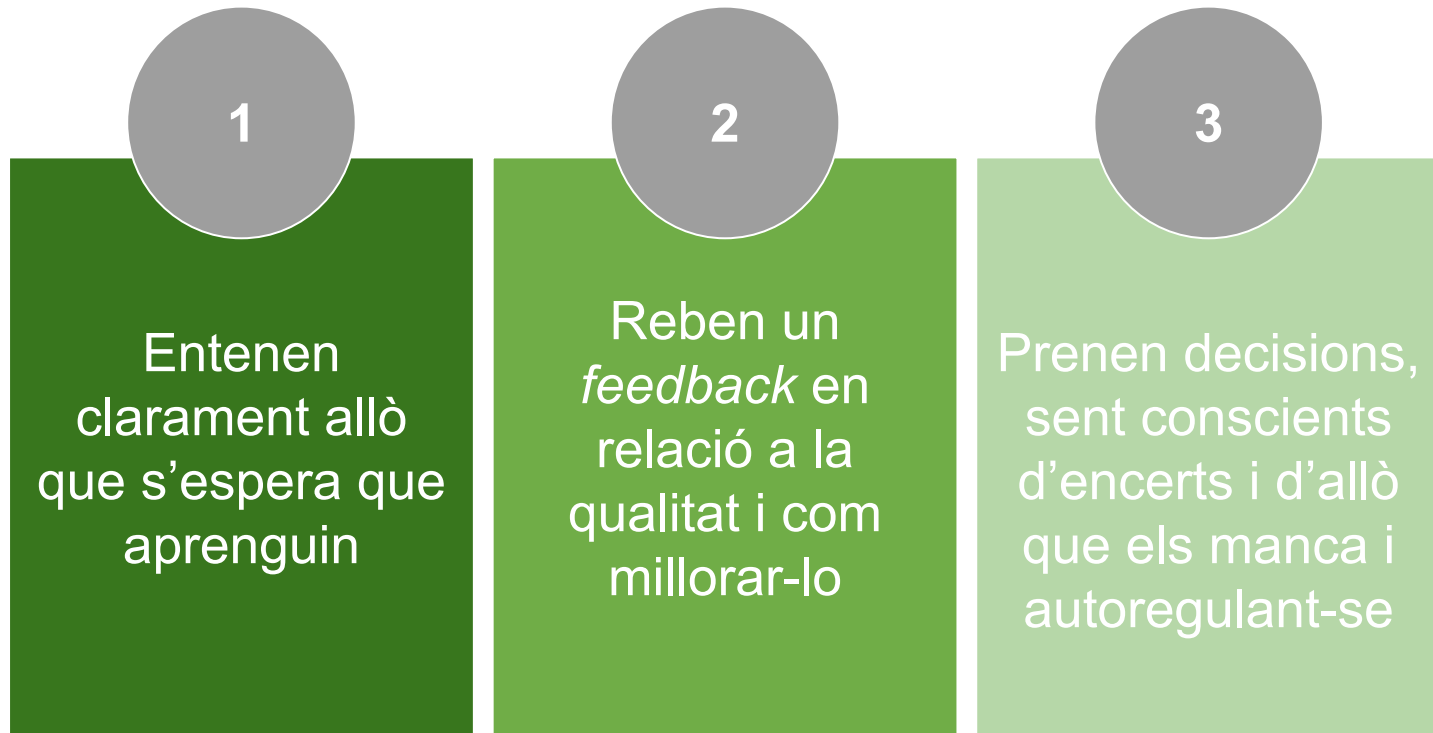 1
Entenen
clarament allò
que s’espera que
aprenguin
2
Reben un
feedback en
relació a la
qualitat i com
millorar-lo
3
Prenen decisions,
sent conscients
d’encerts i d’allò
que els manca i
autoregulant-se